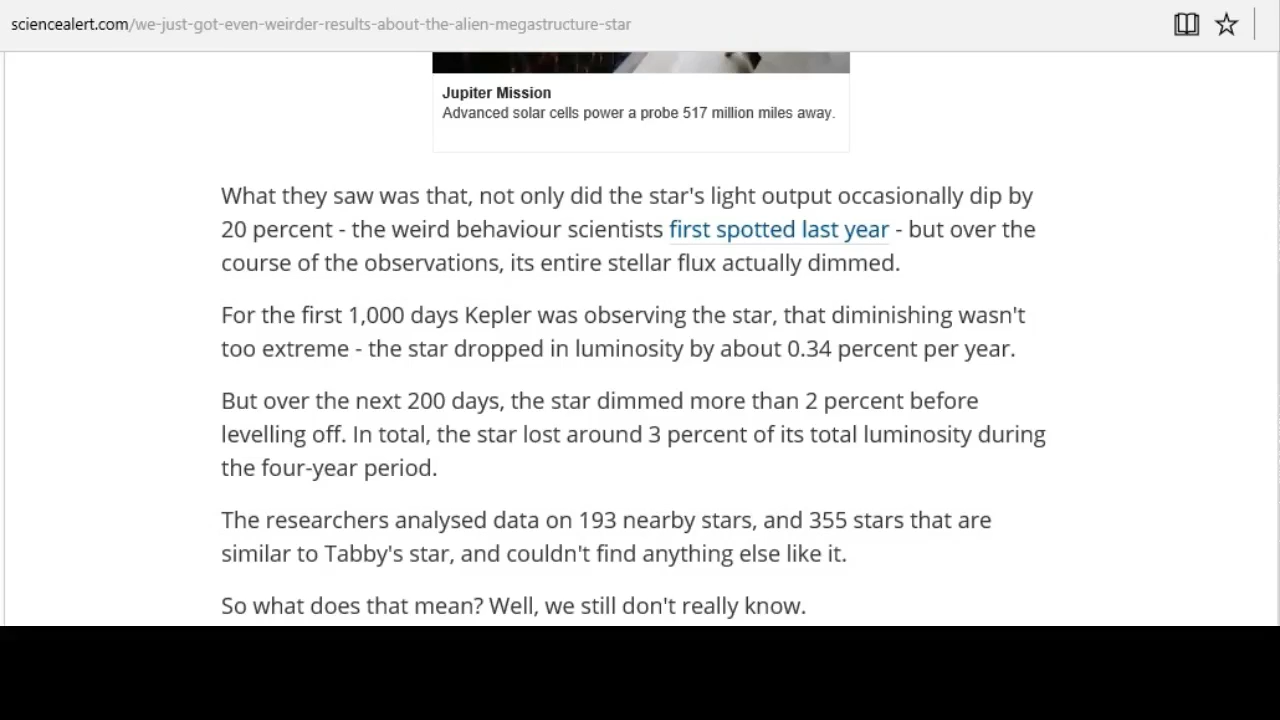 sciencealert.com/we-just-got-even-weirder-results-about-the-alien-megastructure-star
Jupiter Mission
Advanced solar cells power a probe 517 million miles away.
What they saw was that, not only did the star's light output occasionally dip by
20 percent - the weird behaviour scientists first spotted last year - but over the
course of the observations, its entire stellar flux actually dimmed.
For the first 1,000 days Kepler was observing the star, that diminishing wasn't
too extreme - the star dropped in luminosity by about 0.34 percent per year.
But over the next 200 days, the star dimmed more than 2 percent before
levelling off. In total, the star lost around 3 percent of its total luminosity during
the four-year period.
The researchers analysed data on 193 nearby stars, and 355 stars that are
similar to Tabby's star, and couldn't find anything else like it.
So what does that mean? Well, we still don't really know.